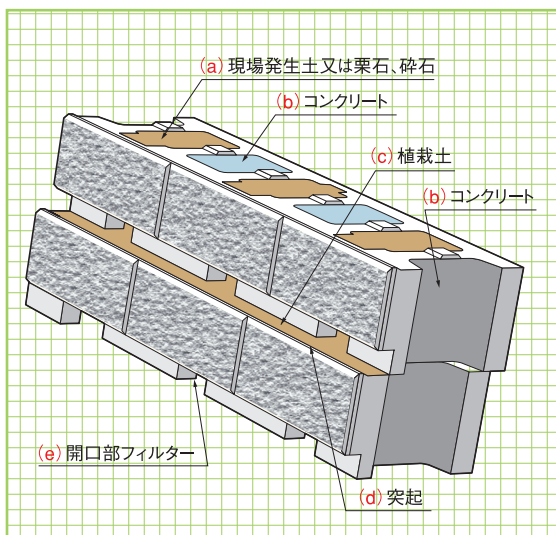 (a)現場発生土又は栗石、砕石
(b)コンクリート
(c)植栽土
(b)コンクリート
(e)開口部フィルター
(d)突起